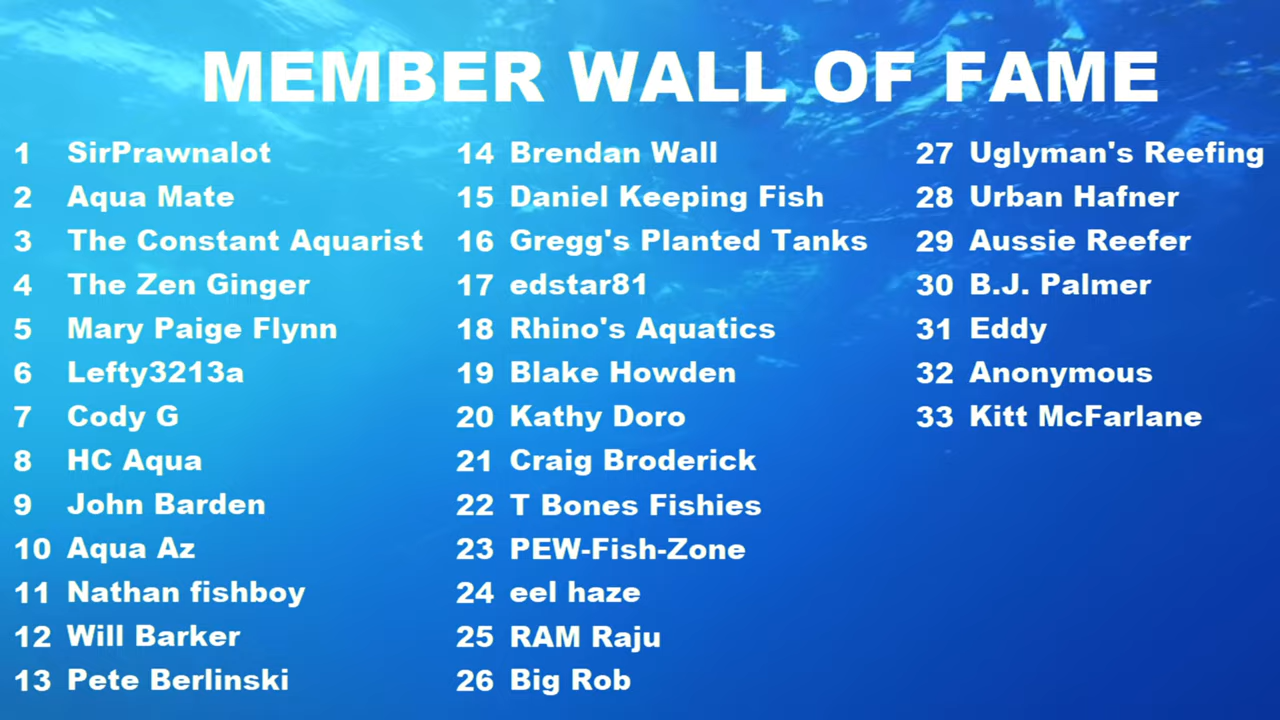 MEMBER WALL OF FAME
1 SirPrawnalot
2 Aqua Mate
3 The Constant Aquarist
4 The Zen Ginger
5 Mary Paige Flynn
6 Lefty3213a
7 Cody G
8 HC Aqua
9 John Barden
10 Aqua Az
11 Nathan fishboy
12 Will Barker
13 Pete Berlinski
14 Brendan Wall
15 Daniel Keeping Fish
16 Gregg's Planted Tanks
17 edstar81
18 Rhino's Aquatics
19 Blake Howden
20 Kathy Doro
21 Craig Broderick
22 T Bones Fishies
23 PEW-Fish-Zone
24 eel haze
25 RAM Raju
26 Big Rob
27 Uglyman's Reefing
28 Urban Hafner
29 Aussie Reefer
30 B.J. Palmer
31 Eddy
32 Anonymous
33 Kitt McFarlane